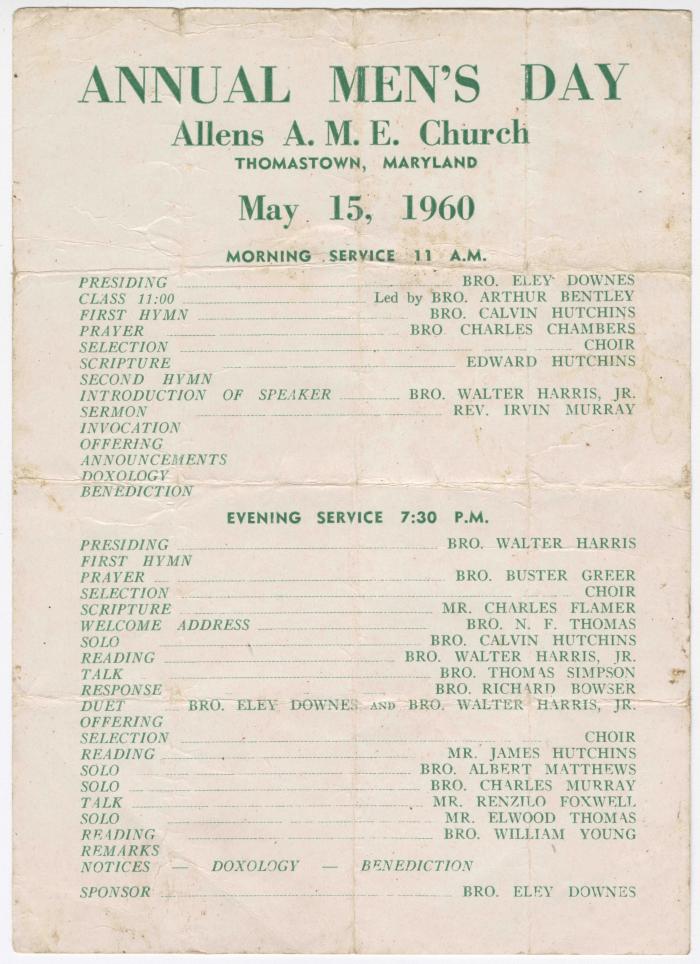 ANNUAL MEN'S DAY
Allens A. M. E. Church
THOMASTOWN, MARYLAND
May 15, 1960
MORNING SERVICE 11 A.M.
PRESIDING BRO. ELEY DOWNES
CLASS 11:00 Led by BRO. ARTHUR BENTLEY
FIRST HYMN BRO. CALVIN HUTCHINS
PRAYER BRO CHARLES CHAMBERS
SELECTION CHOIR
SCRIPTURE EDWARD HUTCHINS
SECOND HYMN
INTRODUCTION OF SPEAKER BRO. WALTER HARRIS, JR.
SERMON REV. IRVIN MURRAY
INVOCATION
OFFERING
ANNOUNCEMENTS
DOXOLOGY
BENEDICTION
EVENING SERVICE 7:30 P.M.
PRESIDING BRO. WALTER HARRIS
FIRST HYMN
PRAYER BRO. BUSTER GREER
SELECTION CHOIR
SCRIPTURE MR. CHARLES FLAMER
WELCOME ADDRESS BRO. N. F. THOMAS
SOLO BRO. CALVIN HUTCHINS
READING BRO. WALTER HARRIS, JR.
TALK BRO. THOMAS SIMPSON
RESPONSE BRO. RICHARD BOWSER
DUET BRO. ELEY DOWNES AND BRO. WALTER HARRIS, JR.
OFFERING
SELECTION CHOIR
READING MR. JAMES HUTCHINS
SOLO BRO. ALBERT MATTHEWS
SOLO BRO. CHARLES MURRAY
TALK MR. RENZILO FOXWELL
SOLO MR. ELWOOD THOMAS
READING BRO. WILLIAM YOUNG
REMARKS
NOTICES — DOXOLOGY — BENEDICTION
SPONSOR BRO. ELEY DOWNES